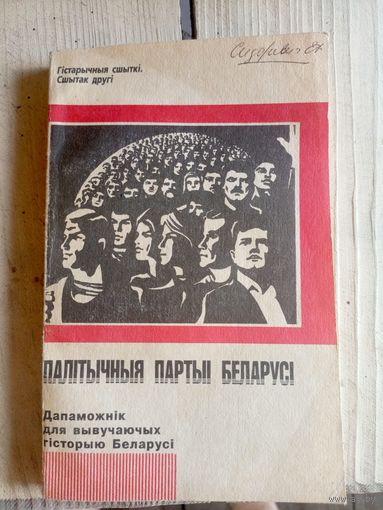 Гістарычныя сшыткі.
Сшытак другі
ПАЛІТЫЧНЫЯ ПАРТЫІ БЕЛАРУСІ
Дапаможнік
для вывучаючых
гісторыю Беларусі